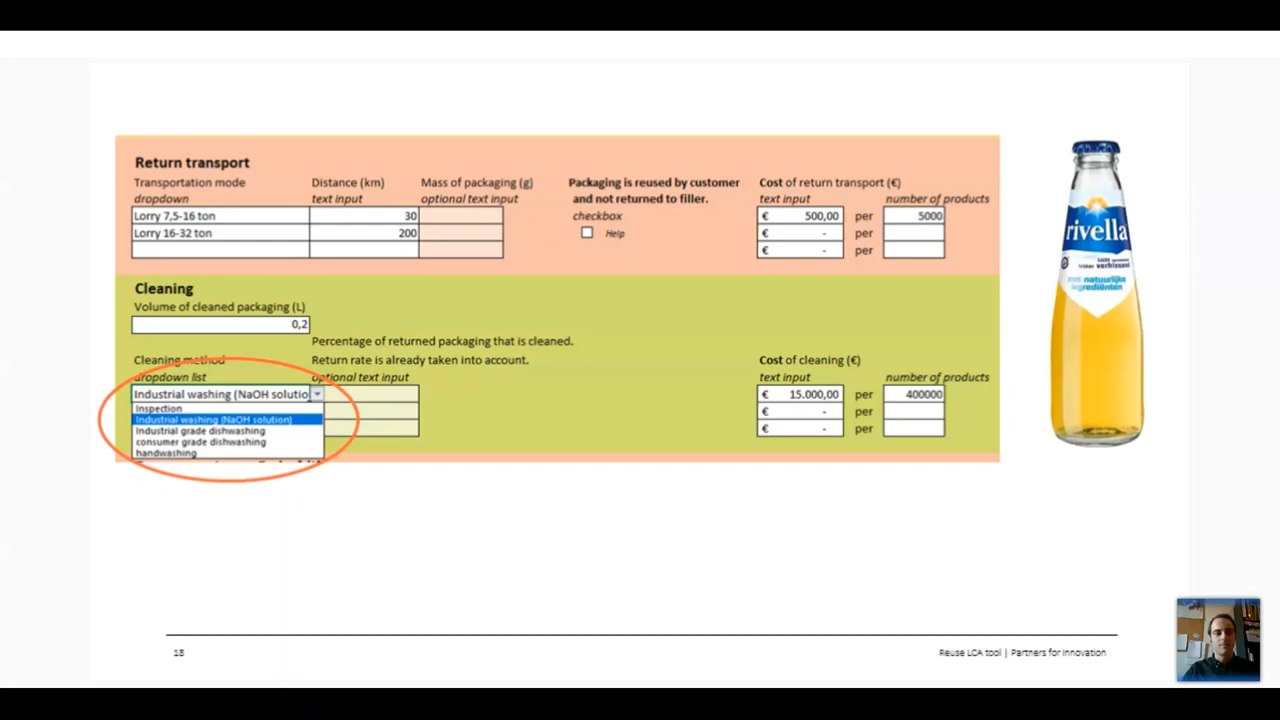 Return transport
Transportation mode Distance (km) Mass of packaging (g) Packaging is reused by customer Cost of return transport (€)
dropdown text input optional text input and not returned to filler. text input number of products
Lorry 7,5-16 ton 30 checkbox € 500,00 per 5000
Lorry 16-32 ton 200 Help € - per
€ - per
Cleaning
Volume of cleaned packaging (L)
0,2
Percentage of returned packaging that is cleaned.
Cleaning method Return rate is already taken into account. Cost of cleaning (€)
dropdown list optional text input text input number of products
Industrial washing (NaOH solutio € 15.000,00 per 400000
Inspection € - per
Industrial washing (NaOH solution)
Industrial grade dishwashing € - per
consumer grade dishwashing
handwashing
rivella
verfrissend
met natuurlijke
ingrediënten
18 Reuse LCA tool | Partners for Innovation